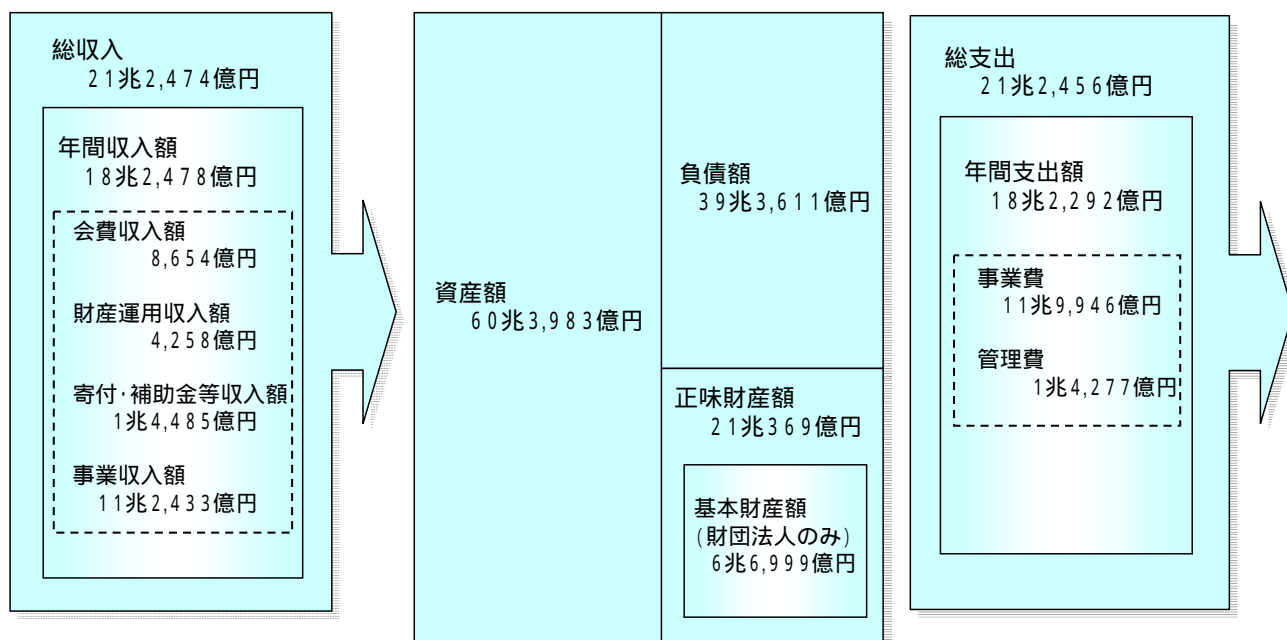 総収入
21兆2,474億円
年間収入額
18兆2,478億円
会費収入額
8,654億円
財産運用収入額
4,258億円
寄付・補助金等収入額
1兆4,485億円
事業収入額
11兆2,433億円
資産額
60兆3,983億円
負債額
39兆3,611億円
正味財産額
21兆369億円
基本財産額
(財団法人のみ)
6兆6,999億円
総支出
21兆2,456億円
年間支出額
18兆2,292億円
事業費
11兆9,946億円
管理費
1兆4,277億円